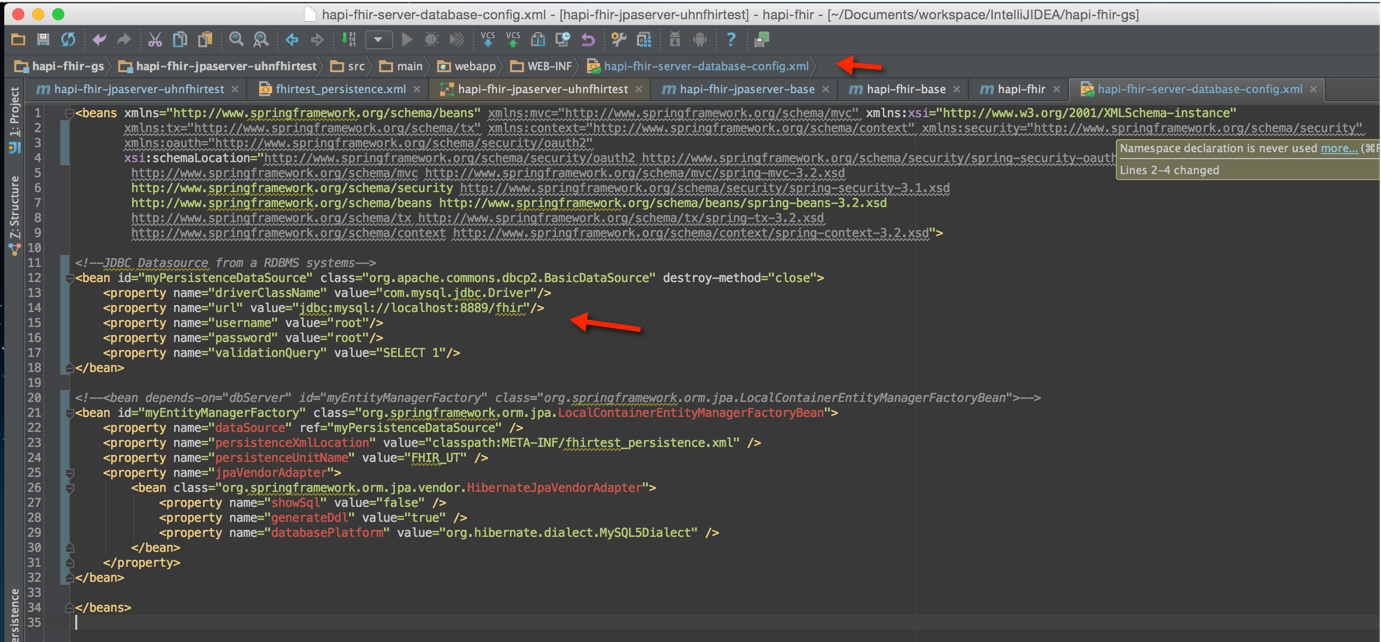 hapi-fhir-server-database-config.xml - [hapi-fhir-jpaserver-uhnfhirtest] - hapi-fhir - [~/Documents/workspace/IntelliJIDEA/hapi-fhir-gs]
VCS VCS
hapi-fhir-gs hapi-fhir-jpaserver-uhnfhirtest src main webapp WEB-INF hapi-fhir-server-database-config.xml
hapi-fhir-jpaserver-uhnfhirtest fhirtest_persistence.xml hapi-fhir-jpaserver-uhnfhirtest hapi-fhir-jpaserver-base hapi-fhir-base hapi-fhir hapi-fhir-server-database-config.xml
1: Project
Z: Structure
ersistence
1 <beans xmlns="http://www.springframework.org/schema/beans" xmlns:mvc="http://www.springframework.org/schema/mvc" xmlns:xsi="http://www.w3.org/2001/XMLSchema-instance"
2 xmlns:tx="http://www.springframework.org/schema/tx" xmlns:context="http://www.springframework.org/schema/context" xmlns:security="http://www.springframework.org/schema/security"
3 xmlns:oauth="http://www.springframework.org/schema/security/oauth2"
4 xsi:schemaLocation="http://www.springframework.org/schema/security/oauth2 http://www.springframework.org/schema/security/spring-security-oauth
5 http://www.springframework.org/schema/mvc http://www.springframework.org/schema/mvc/spring-mvc-3.2.xsd
6 http://www.springframework.org/schema/security http://www.springframework.org/schema/security/spring-security-3.1.xsd
7 http://www.springframework.org/schema/beans http://www.springframework.org/schema/beans/spring-beans-3.2.xsd
8 http://www.springframework.org/schema/tx http://www.springframework.org/schema/tx/spring-tx-3.2.xsd
9 http://www.springframework.org/schema/context http://www.springframework.org/schema/context/spring-context-3.2.xsd">
10
11 <!--JDBC Datasource from a RDBMS systems-->
12 <bean id="myPersistenceDataSource" class="org.apache.commons.dbcp2.BasicDataSource" destroy-method="close">
13 <property name="driverClassName" value="com.mysql.jdbc.Driver"/>
14 <property name="url" value="jdbc:mysql://localhost:8889/fhir"/>
15 <property name="username" value="root"/>
16 <property name="password" value="root"/>
17 <property name="validationQuery" value="SELECT 1"/>
18 </bean>
19
20 <!--<bean depends-on="dbServer" id="myEntityManagerFactory" class="org.springframework.orm.jpa.LocalContainerEntityManagerFactoryBean">-->
21 <bean id="myEntityManagerFactory" class="org.springframework.orm.jpa.LocalContainerEntityManagerFactoryBean">
22 <property name="dataSource" ref="myPersistenceDataSource" />
23 <property name="persistenceXmlLocation" value="classpath:META-INF/fhirtest_persistence.xml" />
24 <property name="persistenceUnitName" value="FHIR_UT" />
25 <property name="jpaVendorAdapter">
26 <bean class="org.springframework.orm.jpa.vendor.HibernateJpaVendorAdapter">
27 <property name="showSql" value="false" />
28 <property name="generateDdl" value="true" />
29 <property name="databasePlatform" value="org.hibernate.dialect.MySQL5Dialect" />
30 </bean>
31 </property>
32 </bean>
33
34 </beans>
35
Namespace declaration is never used more... (⌘F
Lines 2-4 changed